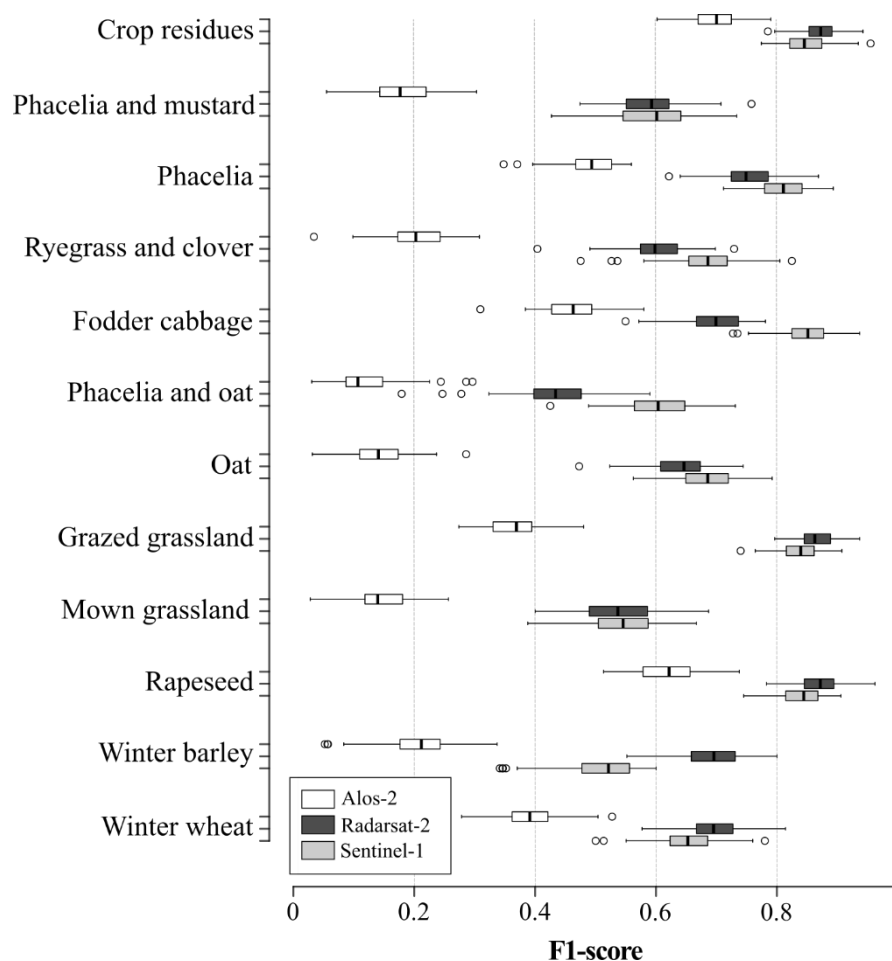 Crop residues
Phacelia and mustard
Phacelia
Ryegrass and clover
Fodder cabbage
Phacelia and oat
Oat
Grazed grassland
Mown grassland
Rapeseed
Winter barley
Winter wheat
Alos-2
Radarsat-2
Sentinel-1
0 0.2 0.4 0.6 0.8
F1-score